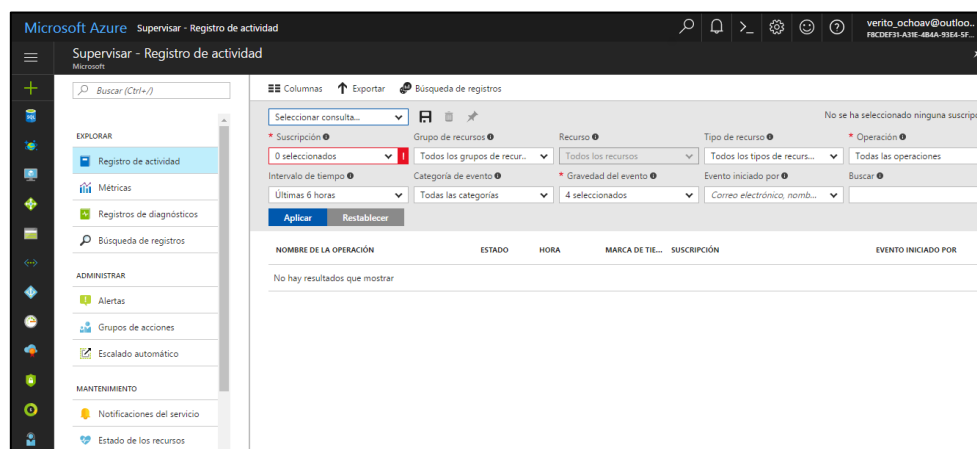 Microsoft Azure Supervisar - Registro de actividad
verito_ochoav@outloo...
F8CDEF31-A31E-4B4A-93E4-5F...
Supervisar - Registro de actividad
Microsoft
Buscar (Ctrl+/)
EXPLORAR
Registro de actividad
Métricas
Registros de diagnósticos
Búsqueda de registros
ADMINISTRAR
Alertas
Grupos de acciones
Escalado automático
MANTENIMIENTO
Notificaciones del servicio
Estado de los recursos
Columnas Exportar Búsqueda de registros
Seleccionar consulta...
No se ha seleccionado ninguna suscripc
* Suscripción Grupo de recursos Recurso Tipo de recurso * Operación
0 seleccionados Todos los grupos de recur.. Todos los recursos Todos los tipos de recurs... Todas las operaciones
Intervalo de tiempo Categoría de evento * Gravedad del evento Evento iniciado por Buscar
Últimas 6 horas Todas las categorías 4 seleccionados Correo electrónico, nomb...
Aplicar Restablecer
NOMBRE DE LA OPERACIÓN ESTADO HORA MARCA DE TIE... SUSCRIPCIÓN EVENTO INICIADO POR
No hay resultados que mostrar